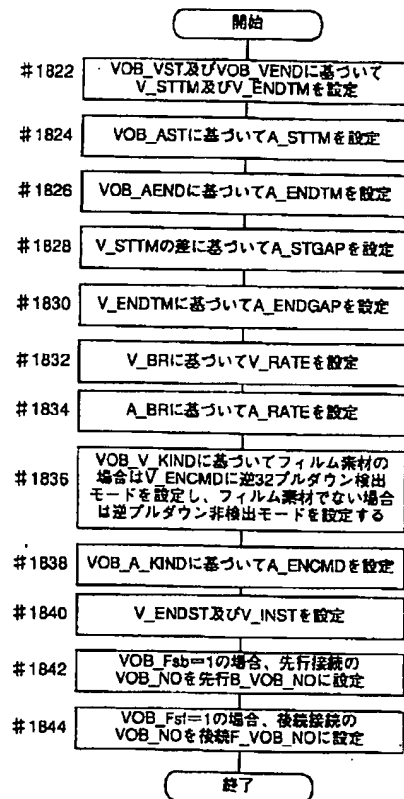 開始
#1822
VOB_VST及びVOB_VENDに基づいて
V_STTM及びV_ENDTMを設定
#1824
VOB_ASTに基づいてA_STTMを設定
#1826
VOB_AENDに基づいてA_ENDTMを設定
#1828
V_STTMの差に基づいてA_STGAPを設定
#1830
V_ENDTMに基づいてA_ENDGAPを設定
#1832
V_BRに基づいてV_RATEを設定
#1834
A_BRに基づいてA_RATEを設定
#1836
VOB_V_KINDに基づいてフィルム素材の
場合はV_ENCMDに逆32プルダウン検出
モードを設定し、フィルム素材でない場合
は逆プルダウン非検出モードを設定する
#1838
VOB_A_KINDに基づいてA_ENCMDを設定
#1840
V_ENDST及びV_INSTを設定
#1842
VOB_Fsb=1の場合、先行接続の
VOB_NOを先行B_VOB_NOに設定
#1844
VOB_Fsf=1の場合、後続接続の
VOB_NOを後続F_VOB_NOに設定
終了